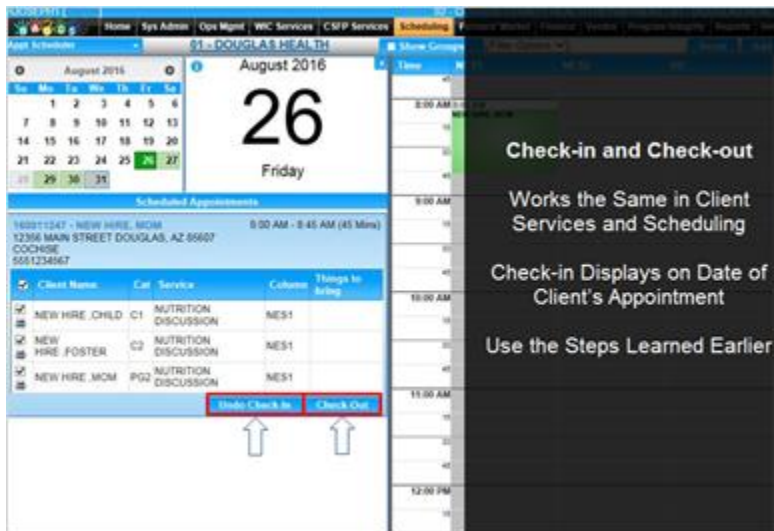 Home Sys Admin Ops Mgmt WIC Services CSFP Services Scheduling
Appt Scheduler
01 - DOUGLAS HEALTH
Show Groups
August 2016
Su Mo Tu We Th Fr Sa
1 2 3 4 5 6
7 8 9 10 11 12 13
14 15 16 17 18 19 20
21 22 23 24 25 26 27
29 30 31
August 2016
26
Friday
Scheduled Appointments
NEW HIRE, MOM
8:00 AM - 8:45 AM (45 Mins)
12356 MAIN STREET DOUGLAS, AZ 85607
COCHISE
5551234567
Client Name Cat Service Column Things to bring
NEW HIRE ,CHILD C1 NUTRITION DISCUSSION NES1
NEW HIRE ,FOSTER C2 NUTRITION DISCUSSION NES1
NEW HIRE ,MOM PG2 NUTRITION DISCUSSION NES1
Undo Check In Check Out
Time
8:00 AM
9:00 AM
10:00 AM
11:00 AM
12:00 PM
Check-in and Check-out
Works the Same in Client
Services and Scheduling
Check-in Displays on Date of
Client's Appointment
Use the Steps Learned Earlier